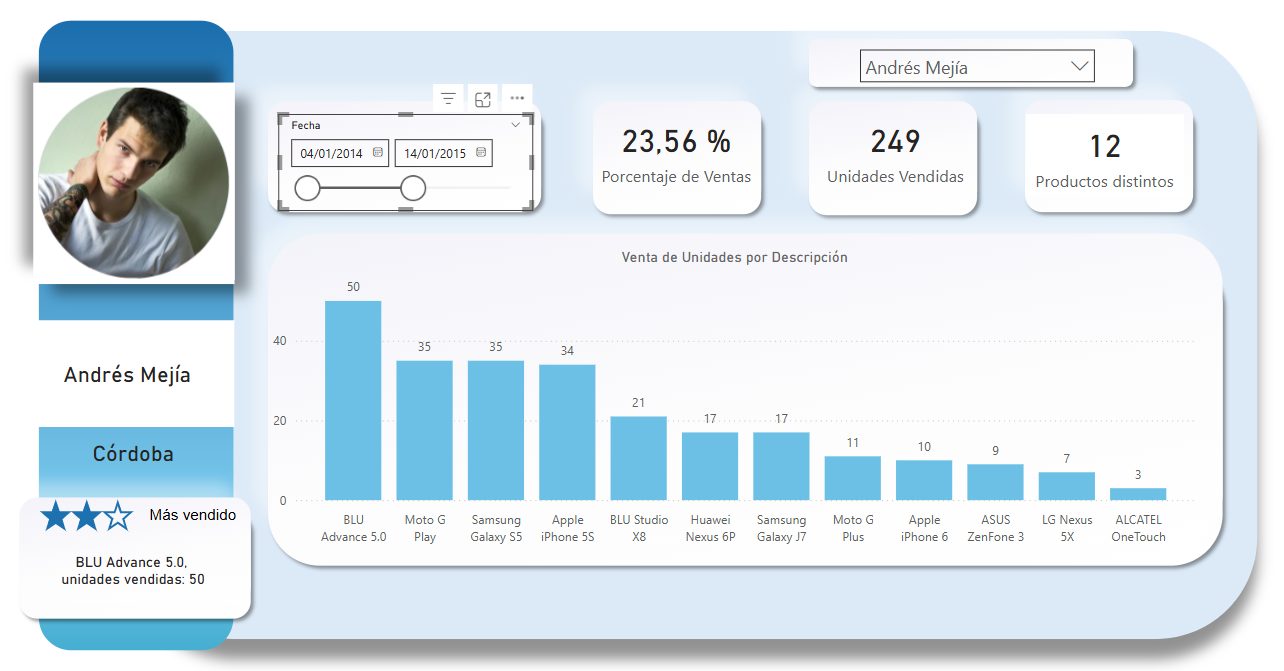 Andrés Mejía
Fecha
04/01/2014 14/01/2015
23,56 %
Porcentaje de Ventas
249
Unidades Vendidas
12
Productos distintos
Andrés Mejía
Córdoba
Más vendido
BLU Advance 5.0,
unidades vendidas: 50
Venta de Unidades por Descripción
40
20
0
50
35
35
34
21
17
17
11
10
9
7
3
BLU
Advance 5.0
Moto G
Play
Samsung
Galaxy S5
Apple
iPhone 5S
BLU Studio
X8
Huawei
Nexus 6P
Samsung
Galaxy J7
Moto G
Plus
Apple
iPhone 6
ASUS
ZenFone 3
LG Nexus
5X
ALCATEL
OneTouch